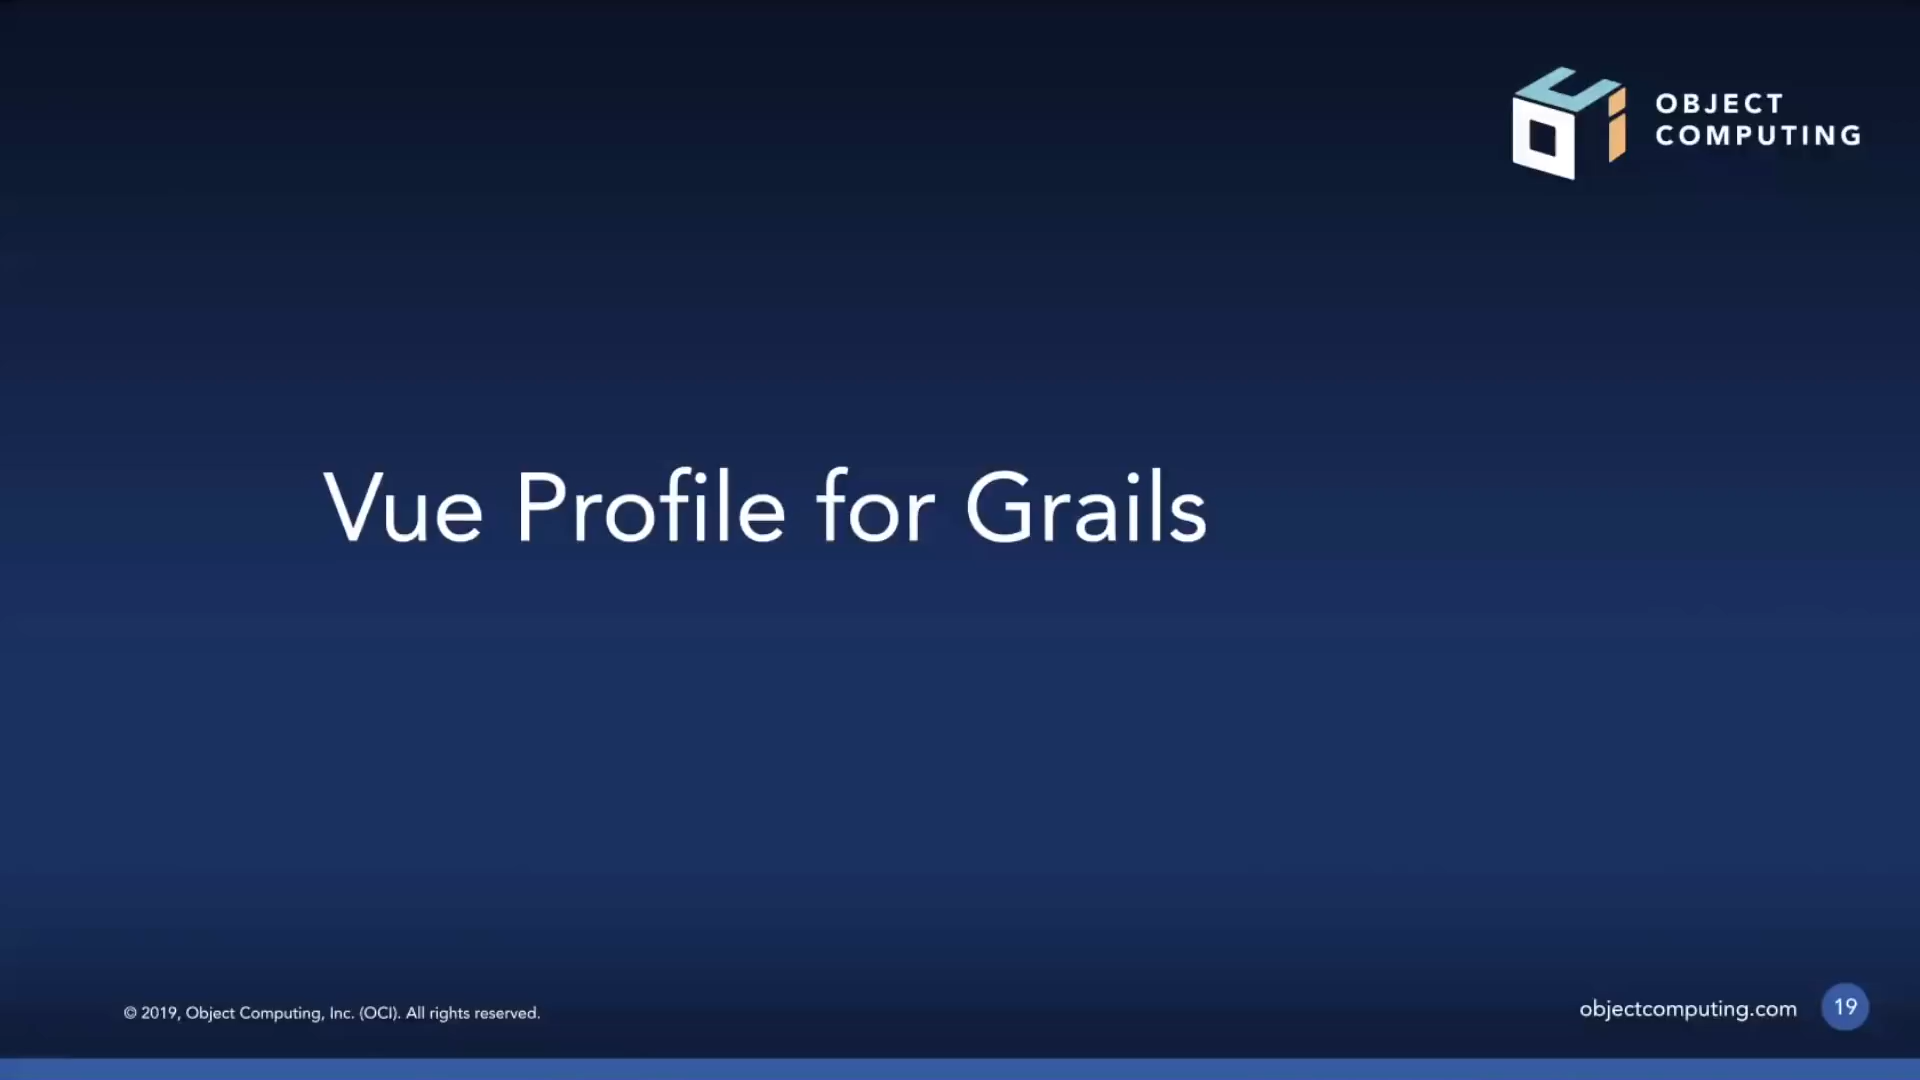 OBJECT
COMPUTING
Vue Profile for Grails
© 2019, Object Computing, Inc. (OCI). All rights reserved.
objectcomputing.com
19